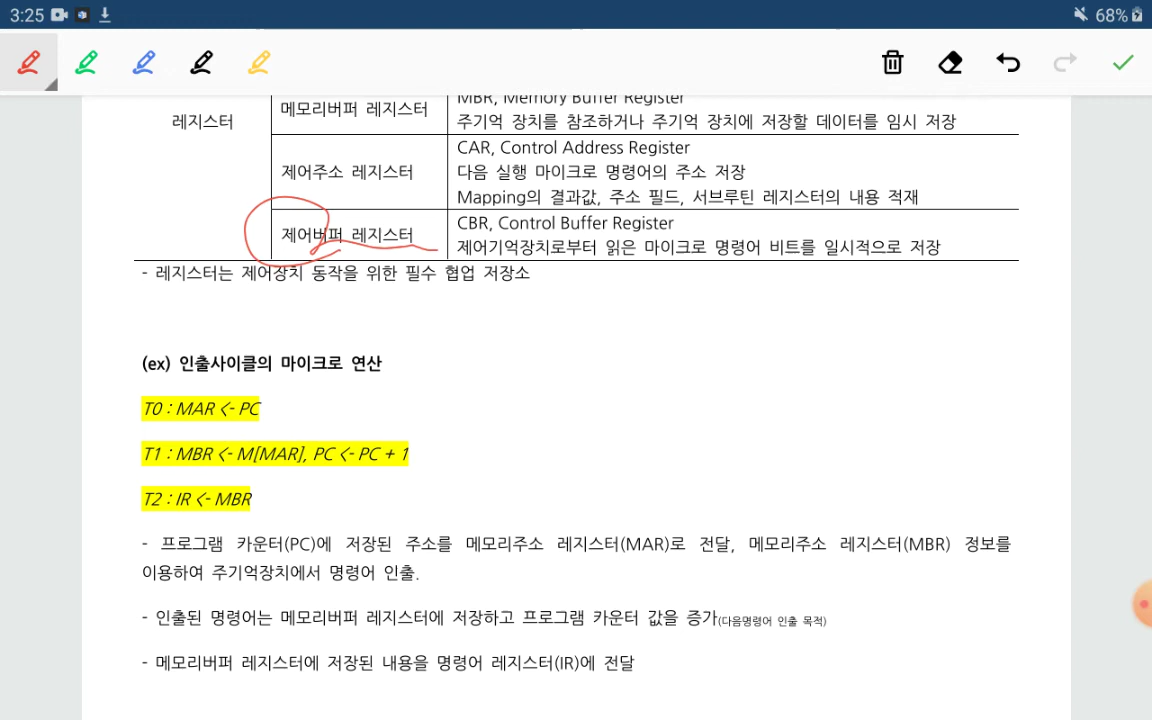 3:25
68%
메모리버퍼 레지스터
MBR, Memory Buffer Register
레지스터
주기억 장치를 참조하거나 주기억 장치에 저장할 데이터를 임시 저장
CAR, Control Address Register
제어주소 레지스터
다음 실행 마이크로 명령어의 주소 저장
Mapping의 결과값, 주소 필드, 서브루틴 레지스터의 내용 적재
CBR, Control Buffer Register
제어버퍼 레지스터
제어기억장치로부터 읽은 마이크로 명령어 비트를 일시적으로 저장
- 레지스터는 제어장치 동작을 위한 필수 협업 저장소
(ex) 인출사이클의 마이크로 연산
T0 : MAR <- PC
T1 : MBR <- M[MAR], PC <- PC + 1
T2 : IR <- MBR
- 프로그램 카운터(PC)에 저장된 주소를 메모리주소 레지스터(MAR)로 전달, 메모리주소 레지스터(MBR) 정보를
이용하여 주기억장치에서 명령어 인출.
- 인출된 명령어는 메모리버퍼 레지스터에 저장하고 프로그램 카운터 값을 증가(다음명령어 인출 목적)
- 메모리버퍼 레지스터에 저장된 내용을 명령어 레지스터(IR)에 전달